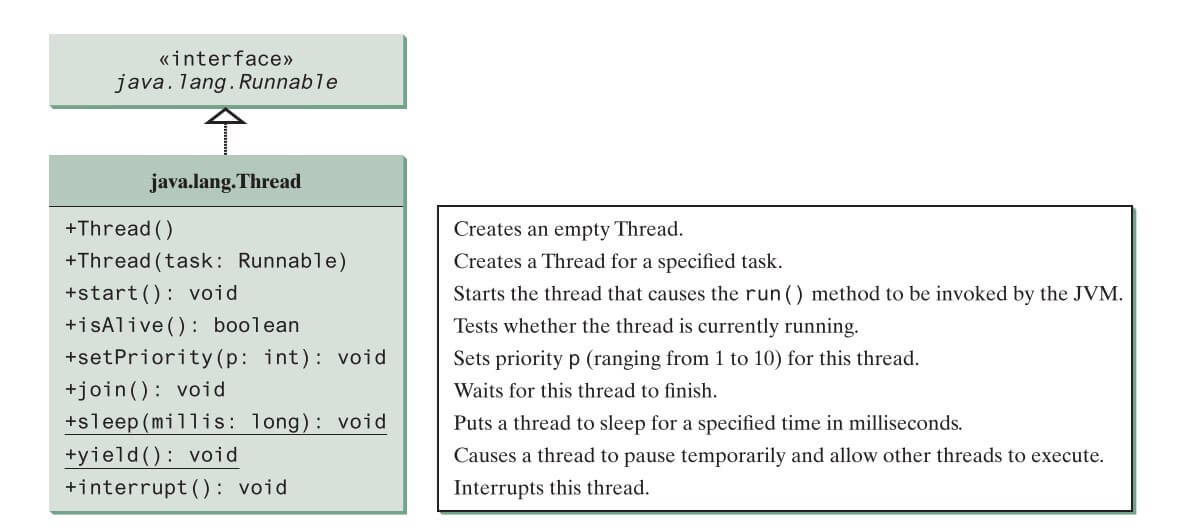 «interface»
java.lang.Runnable
java.lang.Thread
+Thread()
Creates an empty Thread.
+Thread(task: Runnable)
Creates a Thread for a specified task.
+start(): void
Starts the thread that causes the run() method to be invoked by the JVM.
+isAlive(): boolean
Tests whether the thread is currently running.
+setPriority(p: int): void
Sets priority p (ranging from 1 to 10) for this thread.
+join(): void
Waits for this thread to finish.
+sleep(millis: long): void
Puts a thread to sleep for a specified time in milliseconds.
+yield(): void
Causes a thread to pause temporarily and allow other threads to execute.
+interrupt(): void
Interrupts this thread.